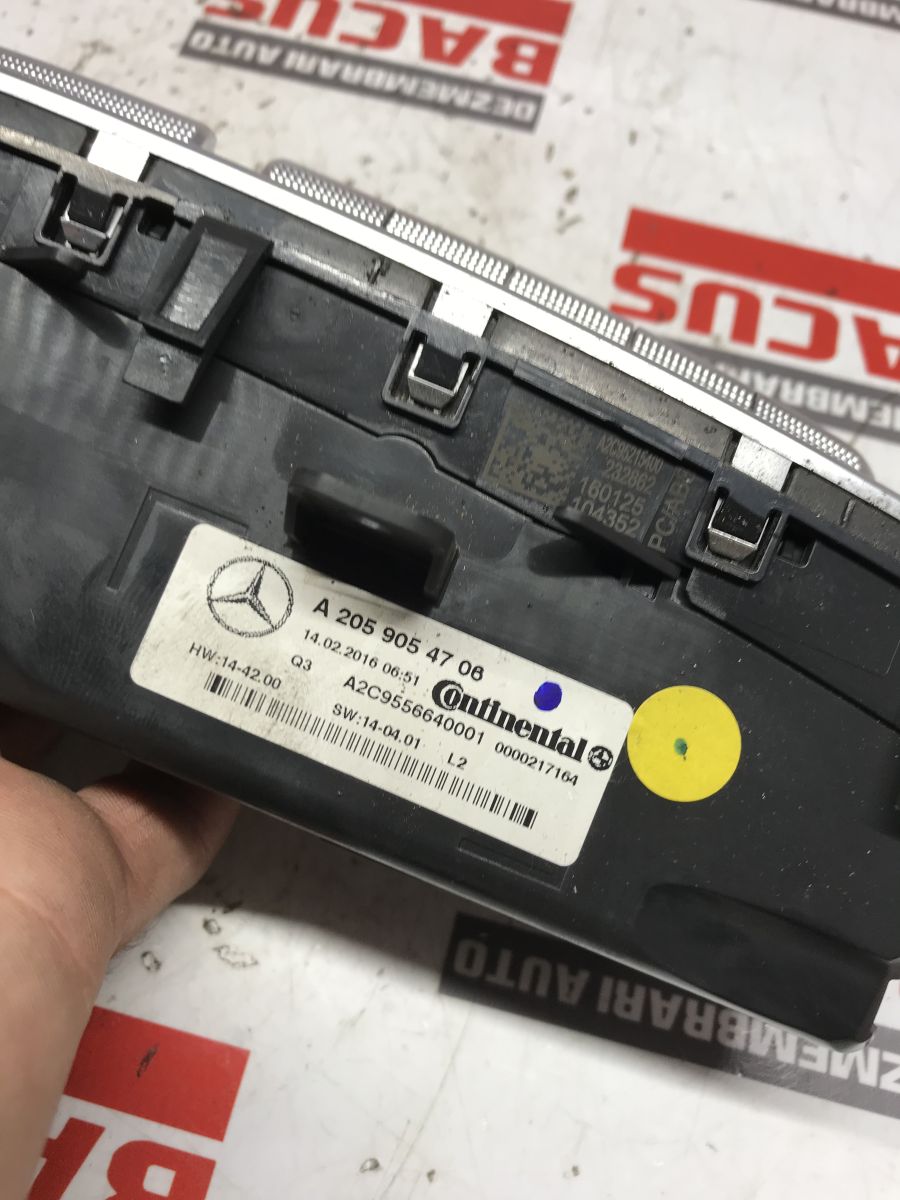 BACUS
DEZMEMBRARI AUTO
BACUS
232862
160125
104352
A 205 905 47 06
14.02.2016 06:51
Q3
HW:14-42.00
A2C9556640001
Continental
0000217164
SW:14-04.01
L2
DEZMEMBRARI AUTO
BACUS